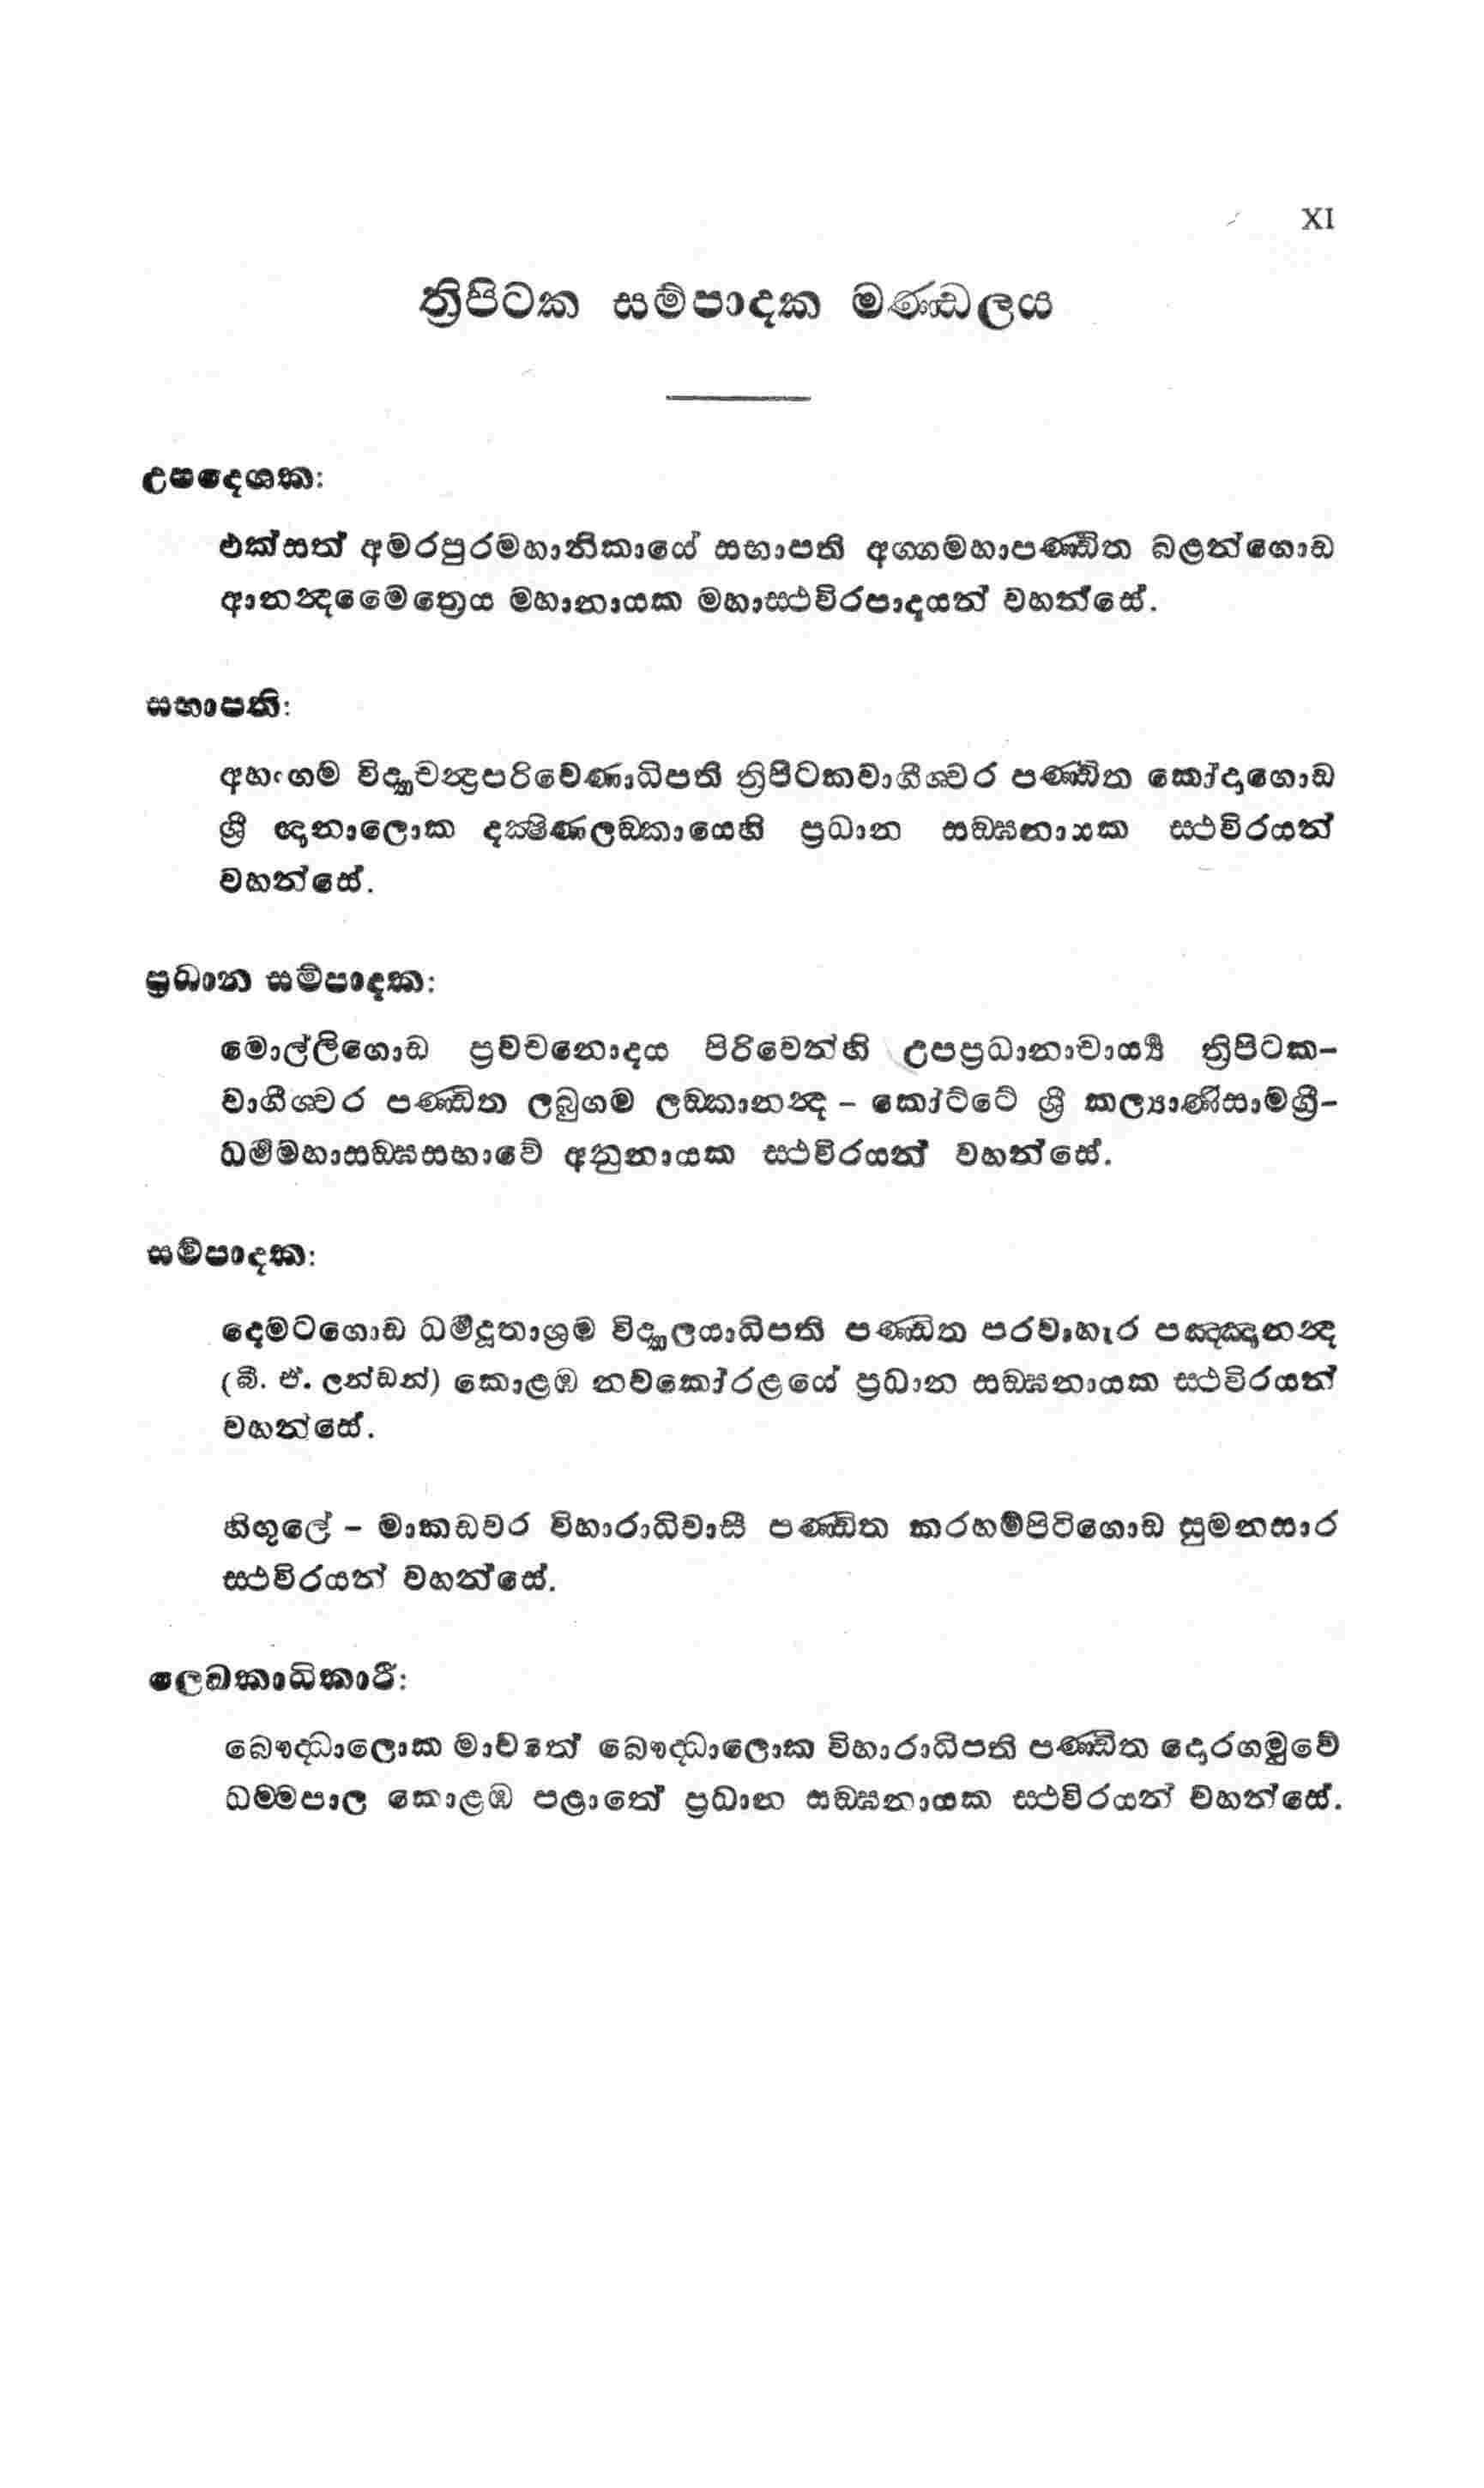 XI
ත්‍රිපිටක සම්පාදක මණ්ඩලය
උපදෙශක:
එක්සත් අමරපුරමහානිකායේ සභාපති අග්ගමහාපණ්ඩිත බළන්ගොඩ
ආනන්දමෛත්‍රෙය මහානායක මහාස්ථවිරපාදයන් වහන්සේ.
සභාපති:
අහංගම විද්‍යාචන්ද්‍රපරිවෙණාධිපති ත්‍රිපිටකවාගීශ්වර පණ්ඩිත කෝදාගොඩ
ශ්‍රී ඤාණාලොක දක්ෂිණලඞ්කායෙහි ප්‍රධාන සඞ්ඝනායක ස්ථවිරයන්
වහන්සේ.
ප්‍රධාන සම්පාදක:
මොල්ලිගොඩ ප්‍රවචනොදය පිරිවෙන්හි උපප්‍රධානාචාර්‍ය්‍ය ත්‍රිපිටක-
වාගීශ්වර පණ්ඩිත ලබුගම ලඞ්කානන්ද - කෝට්ටේ ශ්‍රී කල්‍යාණිසාමග්‍රී-
ධර්මමහාසඞ්ඝසභාවේ අනුනායක ස්ථවිරයන් වහන්සේ.
සම්පාදක:
දෙමටගොඩ ධර්මදූතාශ්‍රම විද්‍යාලයාධිපති පණ්ඩිත පරවාහැර පඤ්ඤානන්ද
(බී. ඒ. ලන්ඩන්) කොළඹ නවකෝරළයේ ප්‍රධාන සඞ්ඝනායක ස්ථවිරයන්
වහන්සේ.
හිඟුලේ - මාකඩවර විහාරාධිවාසී පණ්ඩිත කරහම්පිටිගොඩ සුමනසාර
ස්ථවිරයන් වහන්සේ.
ලෙඛකාධිකාරී:
බෞද්ධාලොක මාවතේ බෞද්ධාලොක විහාරාධිපති පණ්ඩිත දොරගමුවේ
ධම්මපාල කොළඹ පළාතේ ප්‍රධාන සඞ්ඝනායක ස්ථවිරයන් වහන්සේ.